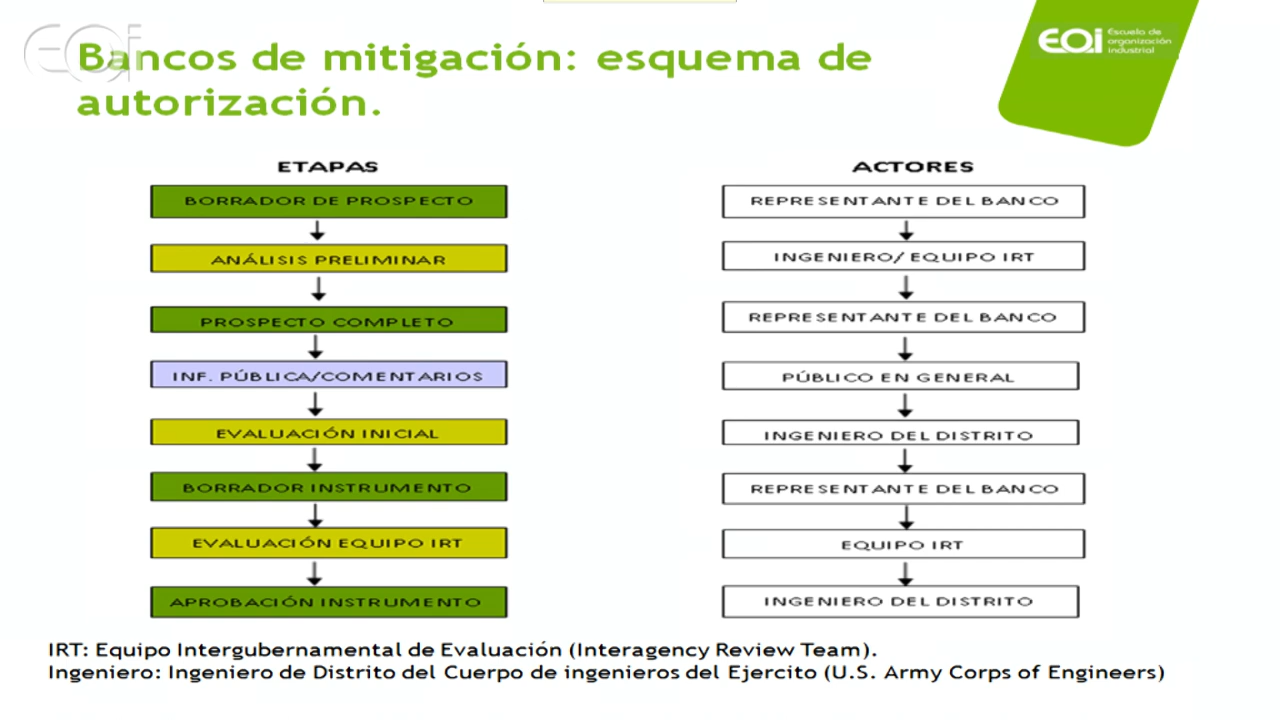 EOi
Bancos de mitigación: esquema de
autorización.
EOi Escuela de
organización
industrial
ETAPAS
BORRADOR DE PROSPECTO
ANÁLISIS PRELIMINAR
PROSPECTO COMPLETO
INF. PÚBLICA/COMENTARIOS
EVALUACIÓN INICIAL
BORRADOR INSTRUMENTO
EVALUACIÓN EQUIPO IRT
APROBACIÓN INSTRUMENTO
ACTORES
REPRESENTANTE DEL BANCO
INGENIERO/ EQUIPO IRT
REPRESENTANTE DEL BANCO
PÚBLICO EN GENERAL
INGENIERO DEL DISTRITO
REPRESENTANTE DEL BANCO
EQUIPO IRT
INGENIERO DEL DISTRITO
IRT: Equipo Intergubernamental de Evaluación (Interagency Review Team).
Ingeniero: Ingeniero de Distrito del Cuerpo de ingenieros del Ejercito (U.S. Army Corps of Engineers)